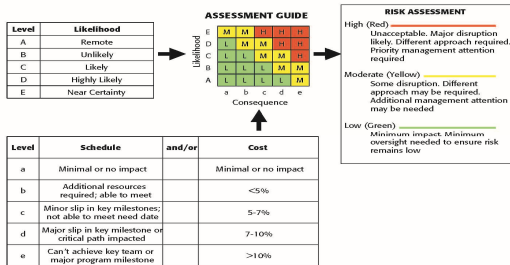 Level Likelihood
A Remote
B Unlikely
C Likely
D Highly Likely
E Near Certainty
ASSESSMENT GUIDE
Likelihood
E M M H H H
D L M M H H
C L L M M H
B L L L M M
A L L L L M
a b c d e
Consequence
RISK ASSESSMENT
High (Red)
Unacceptable. Major disruption
likely. Different approach required.
Priority management attention
required
Moderate (Yellow)
Some disruption. Different
approach may be required.
Additional management attention
may be needed
Low (Green)
Minimum impact. Minimum
oversight needed to ensure risk
remains low
Level Schedule and/or Cost
a Minimal or no impact Minimal or no impact
b Additional resources
required; able to meet <5%
c Minor slip in key milestones;
not able to meet need date 5-7%
d Major slip in key milestone or
critical path impacted 7-10%
e Can't achieve key team or
major program milestone >10%